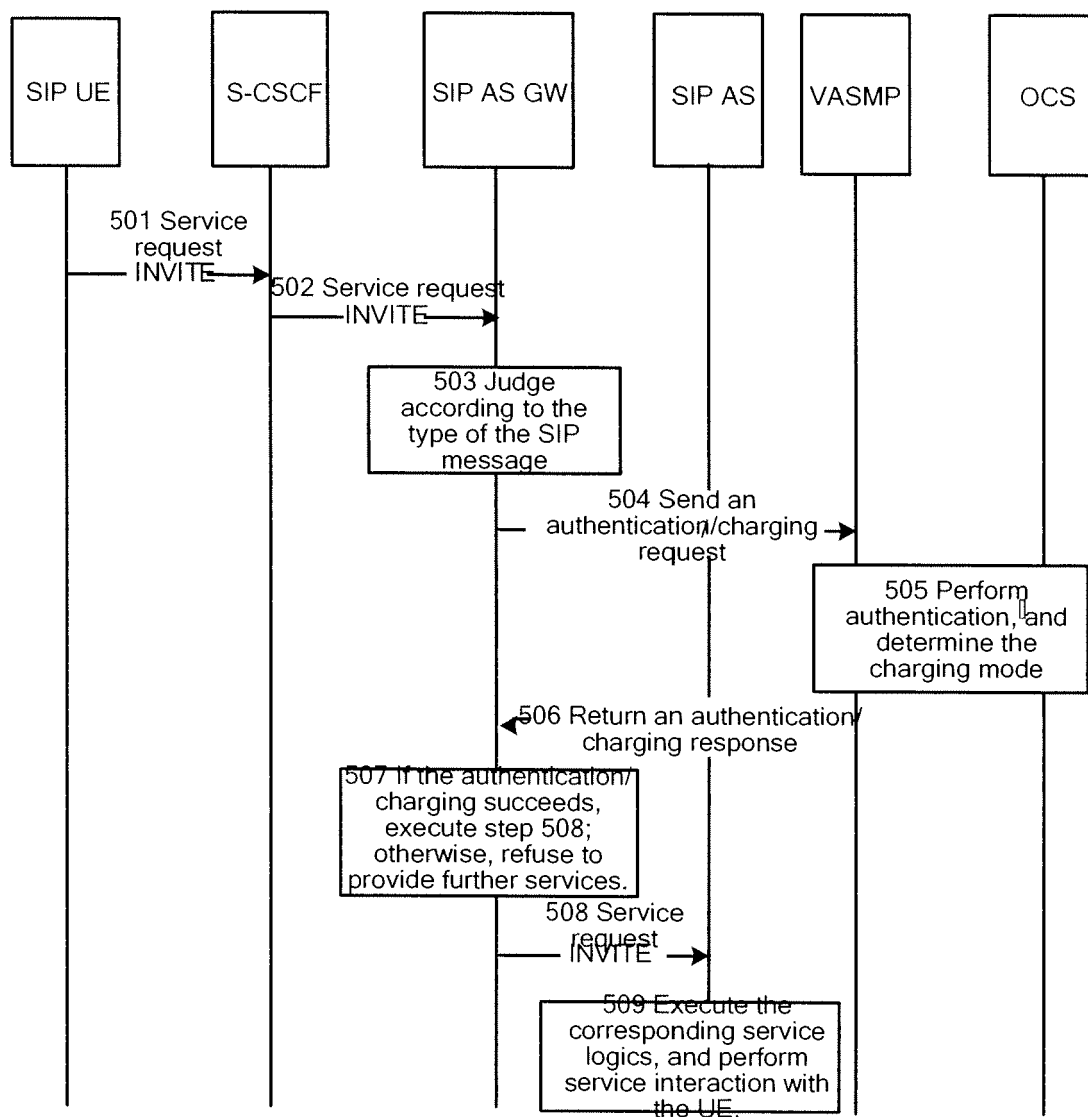 SIP UE
S-CSCF
SIP AS GW
SIP AS
VASMP
OCS
501 Service
request
INVITE
502 Service request
INVITE
503 Judge
according to the
type of the SIP
message
504 Send an
authentication/charging
request
505 Perform
authentication, and
determine the
charging mode
506 Return an authentication/
charging response
507 If the authentication/
charging succeeds,
execute step 508;
otherwise, refuse to
provide further services.
508 Service
request
INVITE
509 Execute the
corresponding service
logics, and perform
service interaction with
the UE.